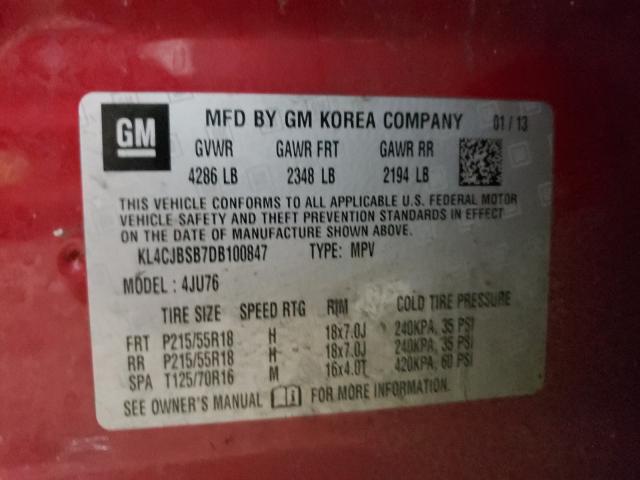 GM
MFD BY GM KOREA COMPANY 01/13
GVWR GAWR FRT GAWR RR
4286 LB 2348 LB 2194 LB
THIS VEHICLE CONFORMS TO ALL APPLICABLE U.S. FEDERAL MOTOR
VEHICLE SAFETY AND THEFT PREVENTION STANDARDS IN EFFECT
ON THE DATE OF MANUFACTURE SHOWN ABOVE.
KL4CJBSB7DB100847 TYPE: MPV
MODEL: 4JU76
TIRE SIZE SPEED RTG RIM COLD TIRE PRESSURE
FRT P215/55R18 H 18x7.0J 240KPA, 35 PSI
RR P215/55R18 H 18x7.0J 240KPA, 35 PSI
SPA T125/70R16 M 16x4.0T 420KPA, 60 PSI
SEE OWNER'S MANUAL FOR MORE INFORMATION.